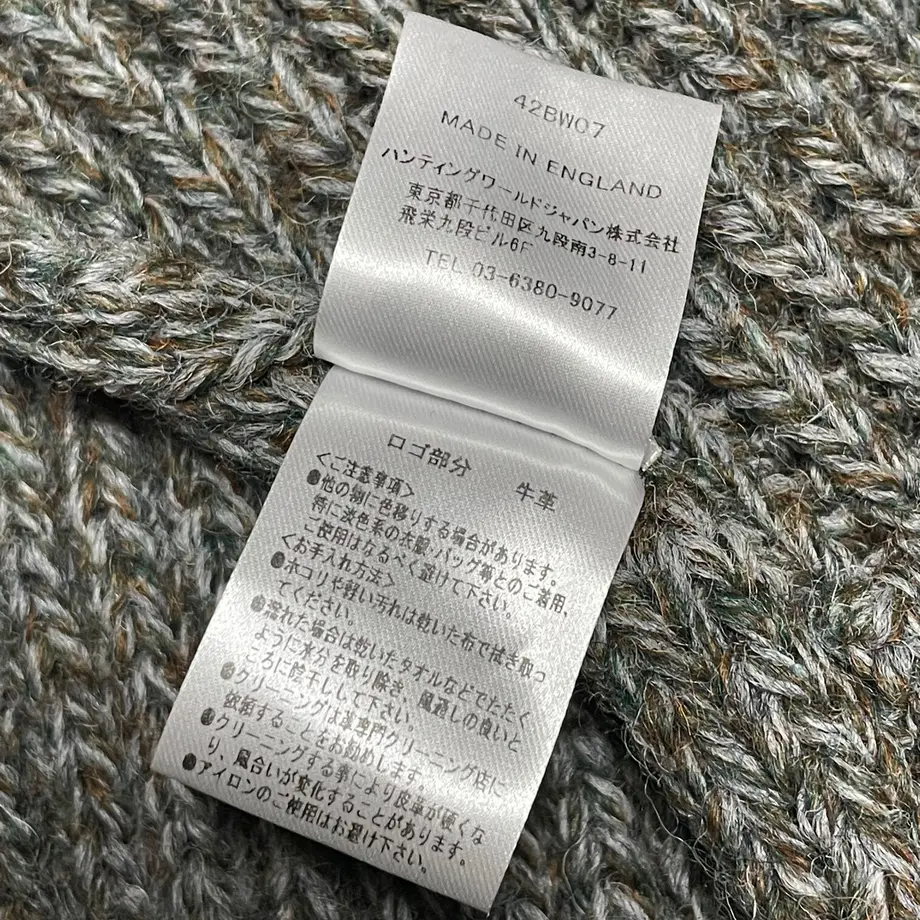 42BW07
MADE IN ENGLAND
ハンティングワールドジャパン株式会社
東京都千代田区九段南3-8-11
飛栄九段ビル6F
TEL 03-6380-9077
ロゴ部分 牛革
<ご注意事項>
●他の物に色移りする場合があります。
特に淡色系の衣服・バッグ等とのご着用、
ご使用はなるべく避けて下さい。
<お手入れ方法>
●ホコリや軽い汚れは乾いた布で拭き取っ
てください。
●濡れた場合は乾いたタオルなどでたたく
ように水分を取り除き、風通しの良いと
ころに陰干しして下さい。
●クリーニングは革専門クリーニング店に
依頼することをお勧めします。
●クリーニングする事により皮革が硬くな
り、風合いが変化することがあります。
●アイロンのご使用はお避け下さい。